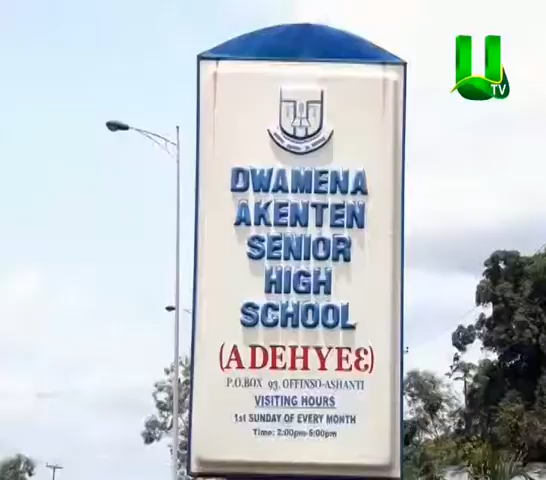 U
TV
DWAMENA
AKENTEN
SENIOR
HIGH
SCHOOL
(ADEHYEƐ)
P.O.BOX 93, OFFINSO-ASHANTI
VISITING HOURS
1st SUNDAY OF EVERY MONTH
Time: 2:00pm-5:00pm